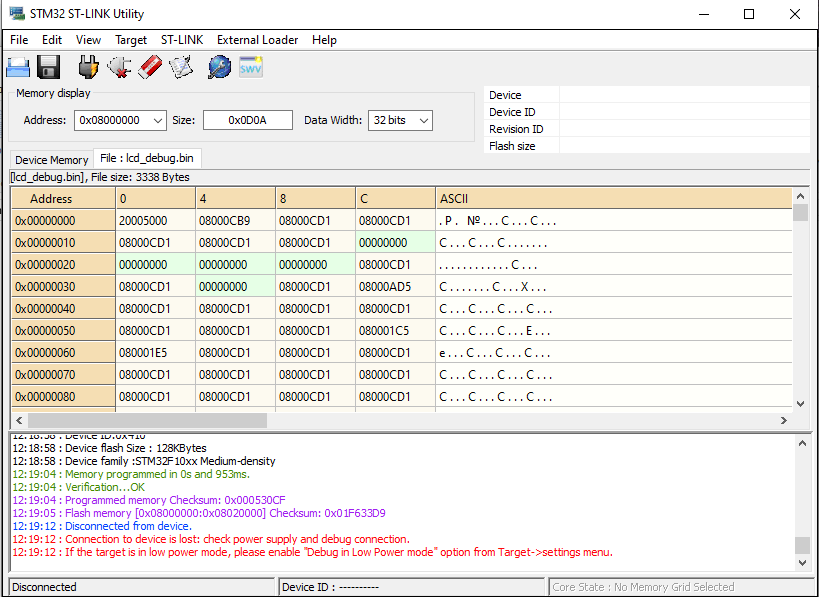 STM32 ST-LINK Utility
File Edit View Target ST-LINK External Loader Help
SWV
Memory display
Address: 0x08000000 Size: 0x0D0A Data Width: 32 bits
Device
Device ID
Revision ID
Flash size
Device Memory File : lcd_debug.bin
[lcd_debug.bin], File size: 3338 Bytes
Address 0 4 8 C ASCII
0x00000000 20005000 08000CB9 08000CD1 08000CD1 .P. №...С...С...
0x00000010 08000CD1 08000CD1 08000CD1 00000000 С...С...С.......
0x00000020 00000000 00000000 00000000 08000CD1 ............С...
0x00000030 08000CD1 00000000 08000CD1 08000AD5 С.......С...Х...
0x00000040 08000CD1 08000CD1 08000CD1 08000CD1 С...С...С...С...
0x00000050 08000CD1 08000CD1 08000CD1 080001C5 С...С...С...Е...
0x00000060 080001E5 08000CD1 08000CD1 08000CD1 е...С...С...С...
0x00000070 08000CD1 08000CD1 08000CD1 08000CD1 С...С...С...С...
0x00000080 08000CD1 08000CD1 08000CD1 08000CD1 С...С...С...С...
12:18:58 : Device ID:0x410
12:18:58 : Device flash Size : 128KBytes
12:18:58 : Device family :STM32F10xx Medium-density
12:19:04 : Memory programmed in 0s and 953ms.
12:19:04 : Verification...OK
12:19:04 : Programmed memory Checksum: 0x000530CF
12:19:05 : Flash memory [0x08000000:0x08020000] Checksum: 0x01F633D9
12:19:12 : Disconnected from device.
12:19:12 : Connection to device is lost: check power supply and debug connection.
12:19:12 : If the target is in low power mode, please enable "Debug in Low Power mode" option from Target->settings menu.
Disconnected Device ID : ---------- Core State : No Memory Grid Selected